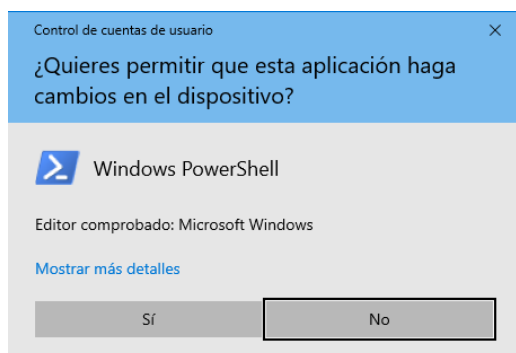 Control de cuentas de usuario
¿Quieres permitir que esta aplicación haga
cambios en el dispositivo?
Windows PowerShell
Editor comprobado: Microsoft Windows
Mostrar más detalles
Sí
No